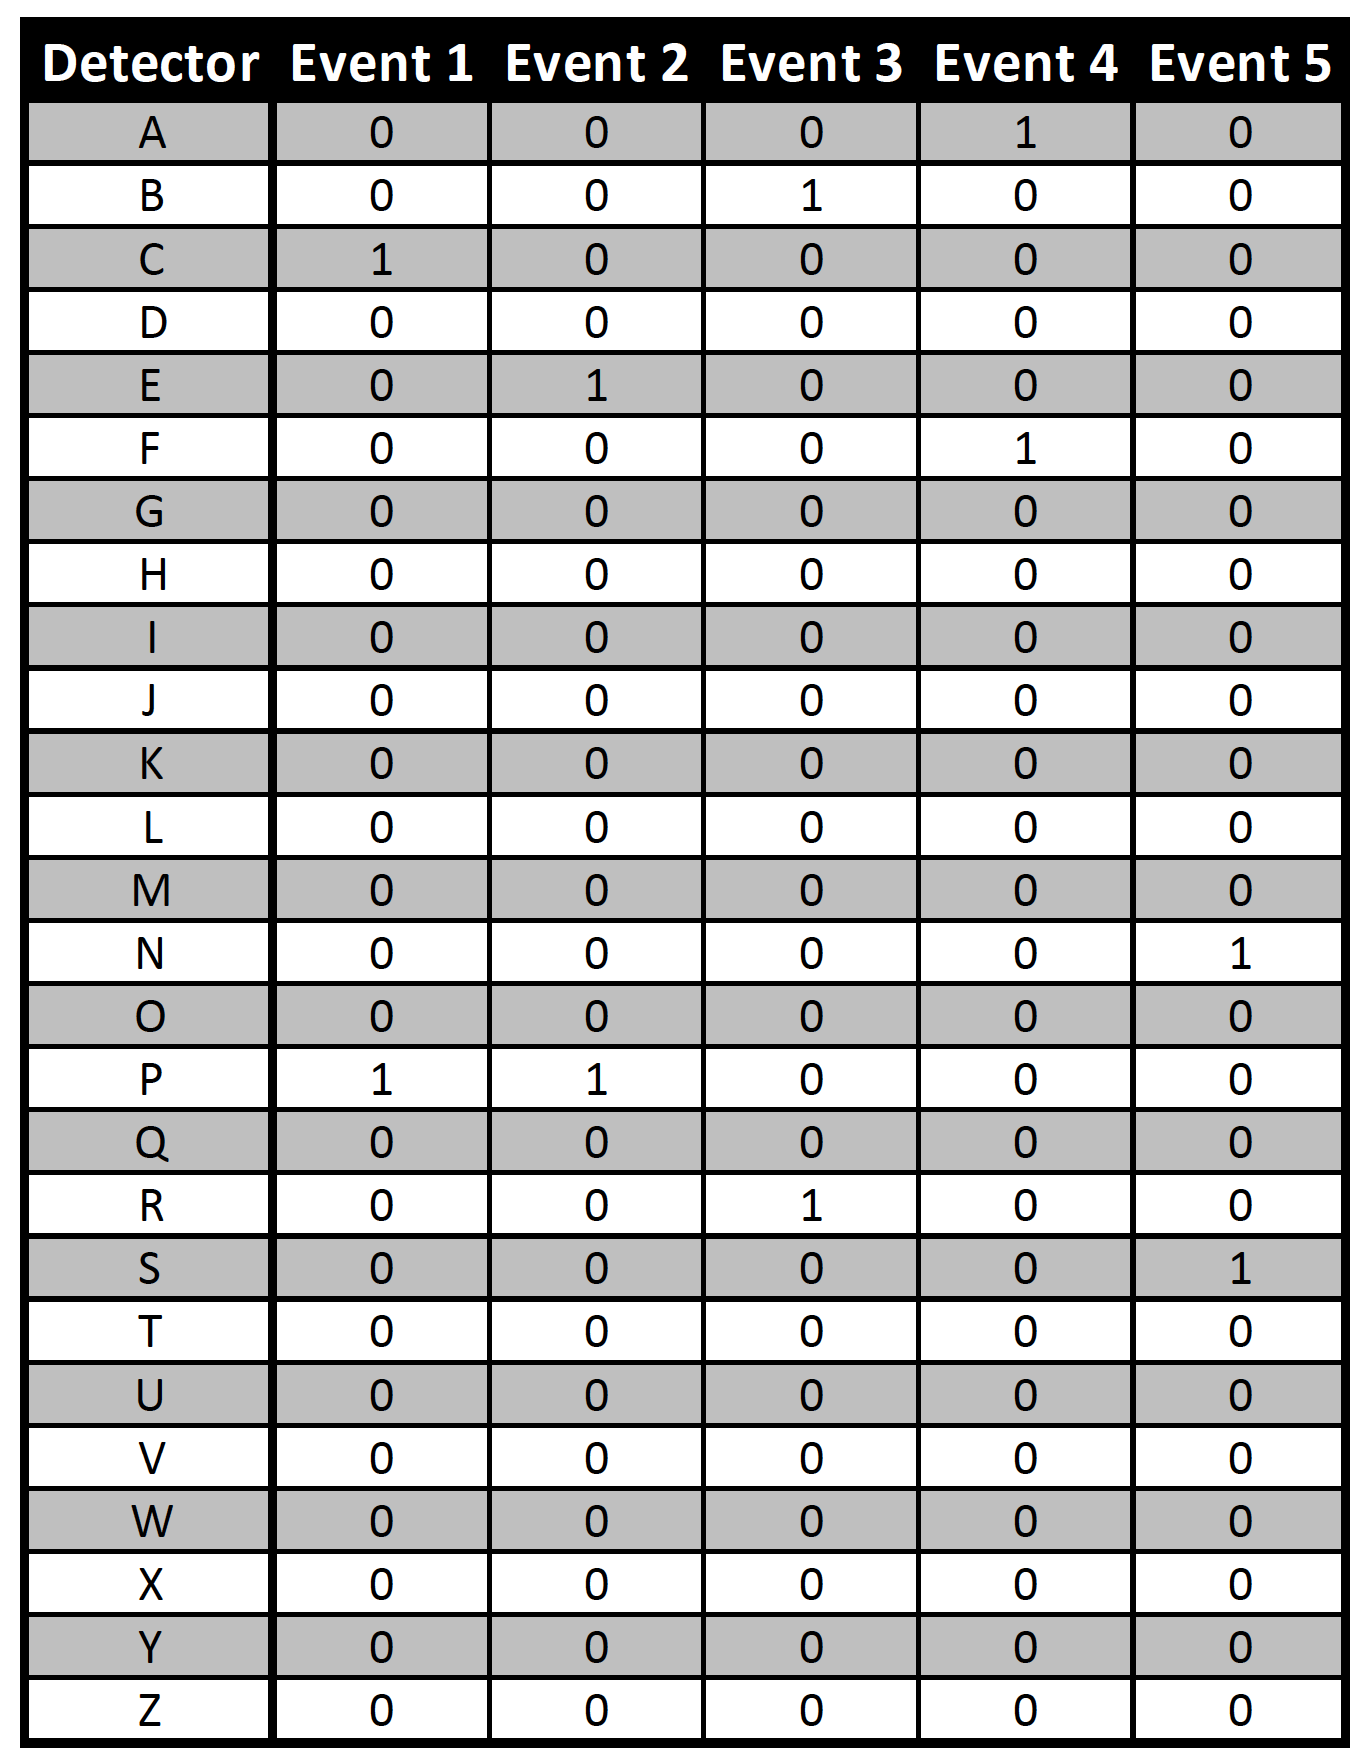 Detector Event 1 Event 2 Event 3 Event 4 Event 5
A 0 0 0 1 0
B 0 0 1 0 0
C 1 0 0 0 0
D 0 0 0 0 0
E 0 1 0 0 0
F 0 0 0 1 0
G 0 0 0 0 0
H 0 0 0 0 0
I 0 0 0 0 0
J 0 0 0 0 0
K 0 0 0 0 0
L 0 0 0 0 0
M 0 0 0 0 0
N 0 0 0 0 1
O 0 0 0 0 0
P 1 1 0 0 0
Q 0 0 0 0 0
R 0 0 1 0 0
S 0 0 0 0 1
T 0 0 0 0 0
U 0 0 0 0 0
V 0 0 0 0 0
W 0 0 0 0 0
X 0 0 0 0 0
Y 0 0 0 0 0
Z 0 0 0 0 0